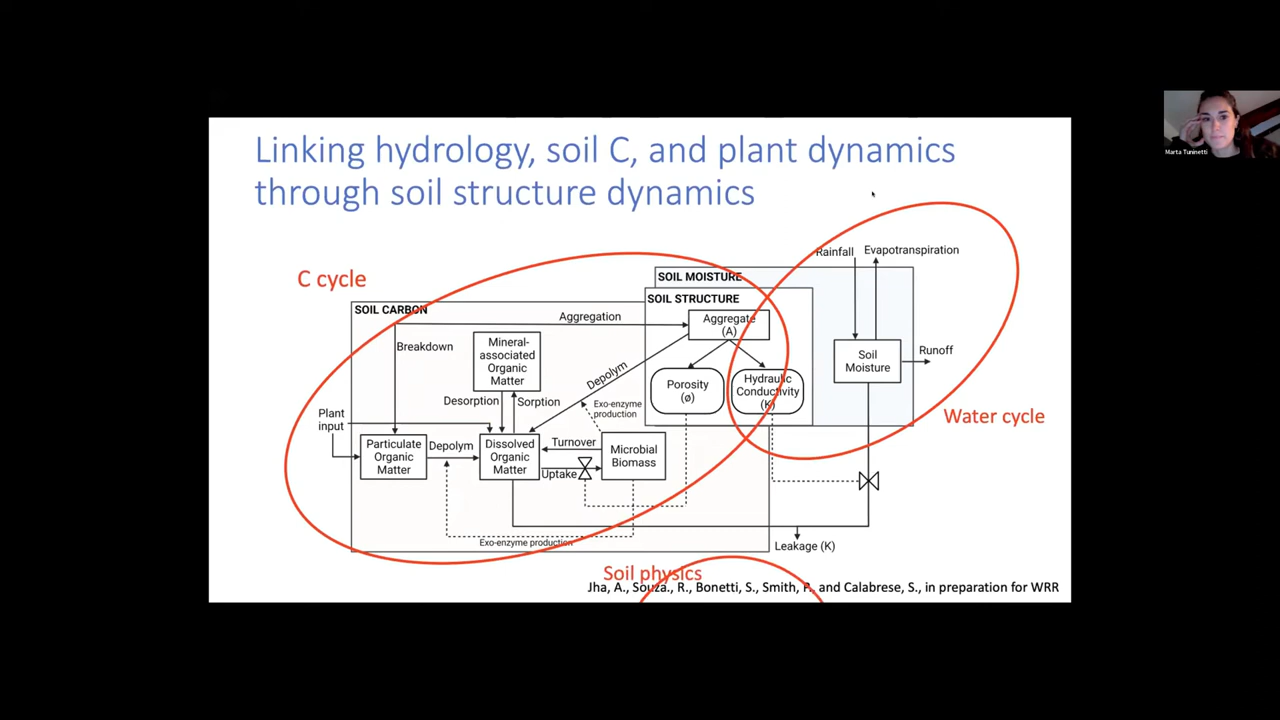 Linking hydrology, soil C, and plant dynamics
through soil structure dynamics
Marta Tuninetti
C cycle
Rainfall
Evapotranspiration
SOIL MOISTURE
SOIL STRUCTURE
SOIL CARBON
Aggregation
Aggregate
(A)
Breakdown
Mineral-
associated
Organic
Matter
Depolym
Porosity
(ø)
Hydraulic
Conductivity
(K)
Soil
Moisture
Runoff
Desorption
Sorption
Exo-enzyme
production
Plant
input
Water cycle
Particulate
Organic
Matter
Depolym
Dissolved
Organic
Matter
Turnover
Uptake
Microbial
Biomass
Exo-enzyme production
Leakage (K)
Soil physics
Jha, A., Souza., R., Bonetti, S., Smith, P., and Calabrese, S., in preparation for WRR